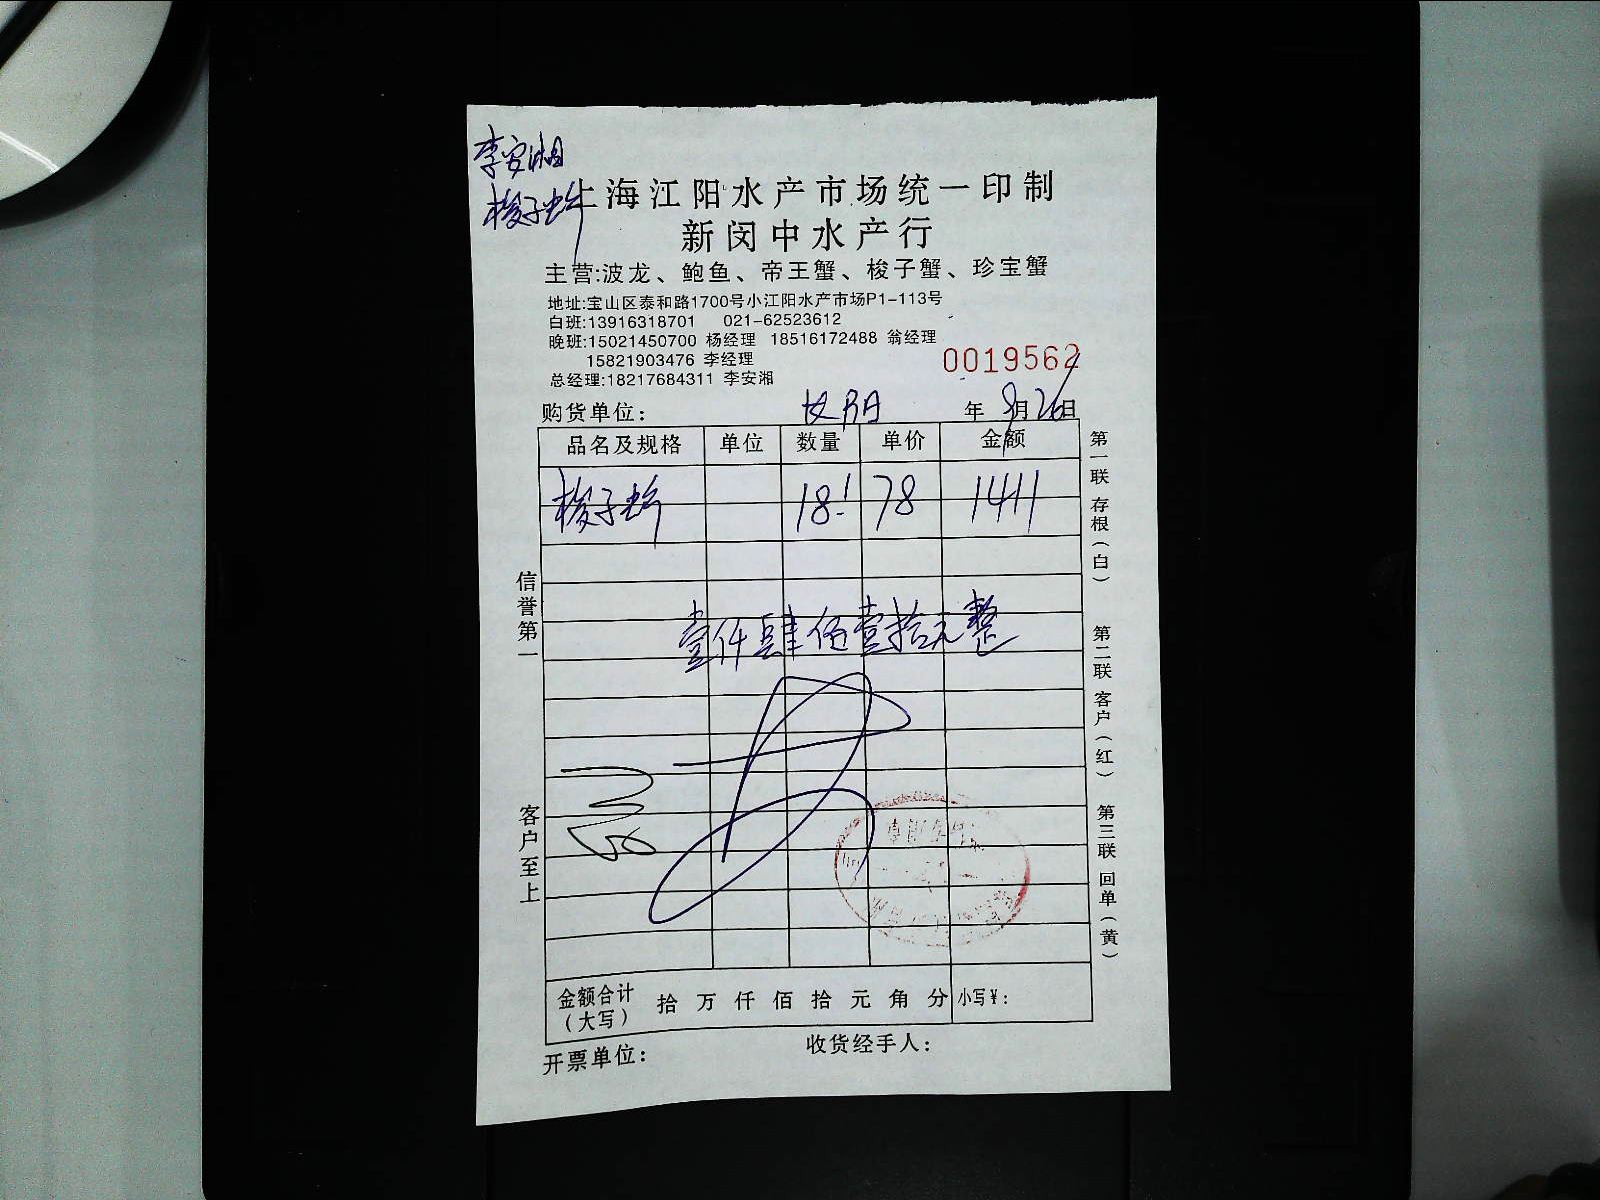 李安湘
梭子蚧
上海江阳水产市场统一印制
新闵中水产行
主营:波龙、鲍鱼、帝王蟹、梭子蟹、珍宝蟹
地址:宝山区泰和路1700号小江阳水产市场P1-113号
白班:13916318701 021-62523612
晚班:15021450700 杨经理 18516172488 翁经理
15821903476 李经理
总经理:18217684311 李安湘
0019562
购货单位: 年 8月26日
品名及规格 单位 数量 单价 金额
梭子蚧 18.1 78 1411
壹仟肆佰壹拾元整
金额合计(大写) 拾 万 仟 佰 拾 元 角 分 小写¥:
开票单位: 收货经手人:
信誉第一
客户至上
第一联 存根(白)
第二联 客户(红)
第三联 回单(黄)